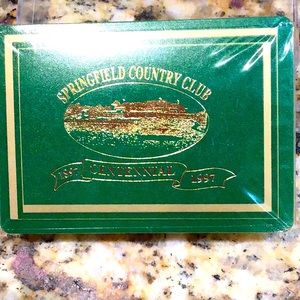 SPRINGFIELD COUNTRY CLUB
1897 CENTENNIAL 1997